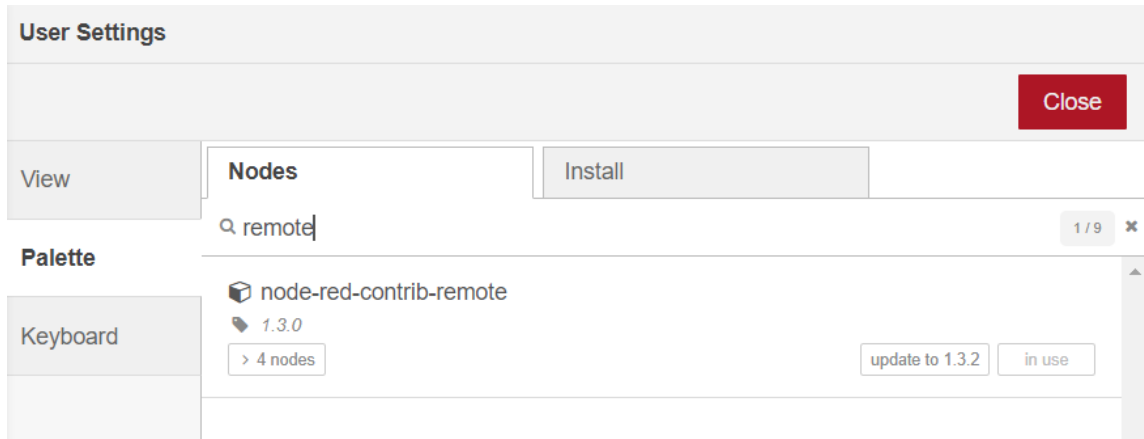 User Settings
Close
View
Nodes
Install
remote
1 / 9
Palette
node-red-contrib-remote
1.3.0
Keyboard
> 4 nodes
update to 1.3.2
in use